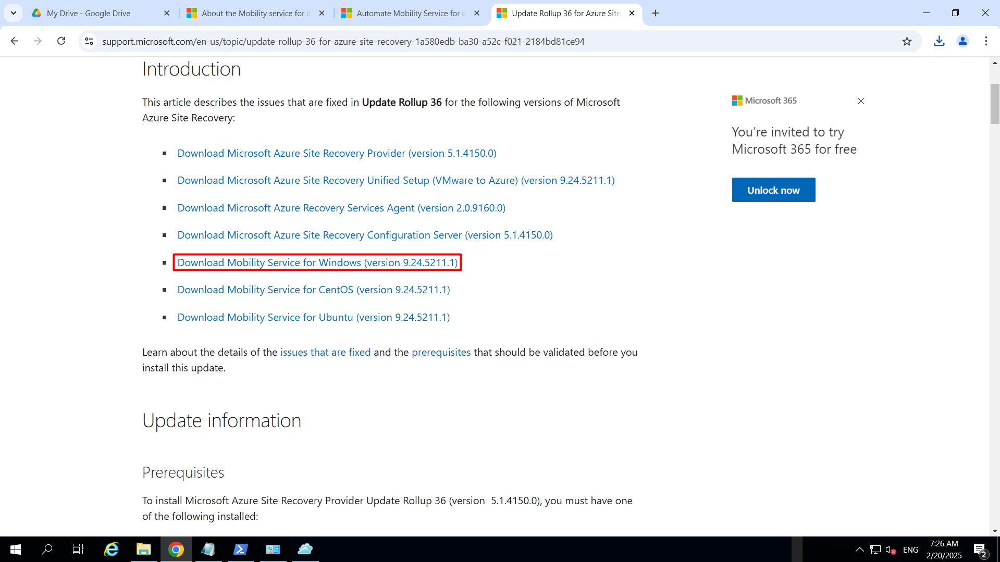 My Drive - Google Drive
About the Mobility service for d
Automate Mobility Service for d
Update Rollup 36 for Azure Site
support.microsoft.com/en-us/topic/update-rollup-36-for-azure-site-recovery-1a580edb-ba30-a52c-f021-2184bd81ce94
Introduction
This article describes the issues that are fixed in Update Rollup 36 for the following versions of Microsoft
Azure Site Recovery:
Download Microsoft Azure Site Recovery Provider (version 5.1.4150.0)
Download Microsoft Azure Site Recovery Unified Setup (VMware to Azure) (version 9.24.5211.1)
Download Microsoft Azure Recovery Services Agent (version 2.0.9160.0)
Download Microsoft Azure Site Recovery Configuration Server (version 5.1.4150.0)
Download Mobility Service for Windows (version 9.24.5211.1)
Download Mobility Service for CentOS (version 9.24.5211.1)
Download Mobility Service for Ubuntu (version 9.24.5211.1)
Learn about the details of the issues that are fixed and the prerequisites that should be validated before you
install this update.
Update information
Prerequisites
To install Microsoft Azure Site Recovery Provider Update Rollup 36 (version  5.1.4150.0), you must have one
of the following installed:
Microsoft 365
You’re invited to try
Microsoft 365 for free
Unlock now
ENG
7:26 AM
2/20/2025
2